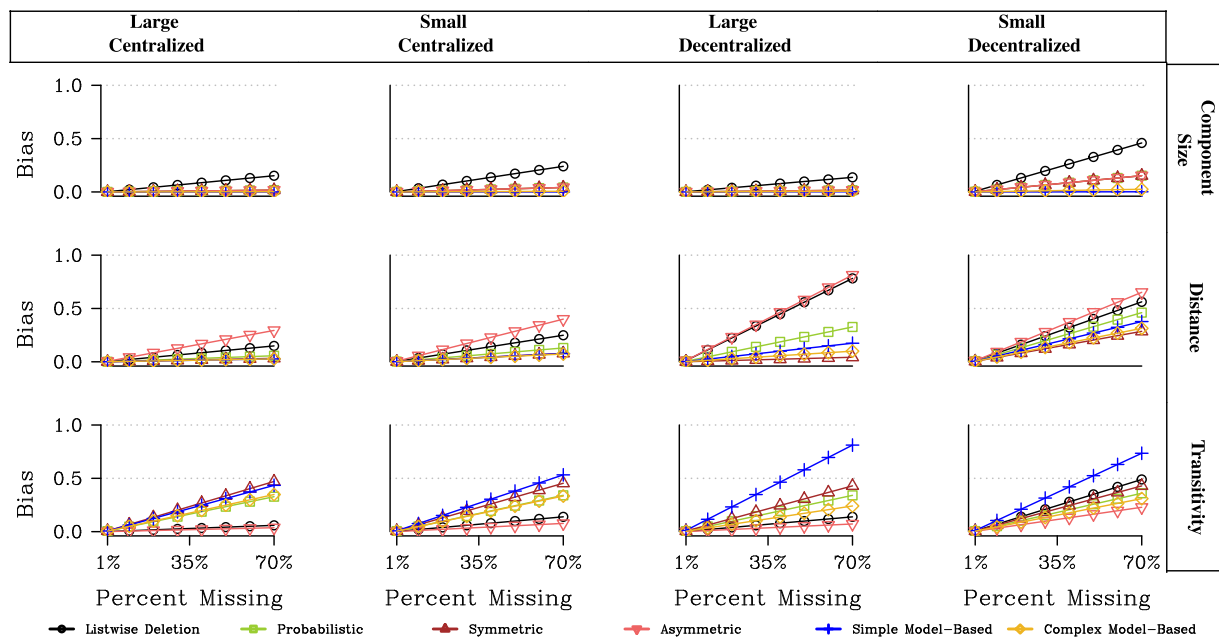 Large Small Large Small
Centralized Centralized Decentralized Decentralized
1.0
0.5
0.0
Bias
Component
Size
1.0
0.5
0.0
Bias
Distance
1.0
0.5
0.0
Bias
Transitivity
1% 35% 70% 1% 35% 70% 1% 35% 70% 1% 35% 70%
Percent Missing Percent Missing Percent Missing Percent Missing
Listwise Deletion Probabilistic Symmetric Asymmetric Simple Model-Based Complex Model-Based